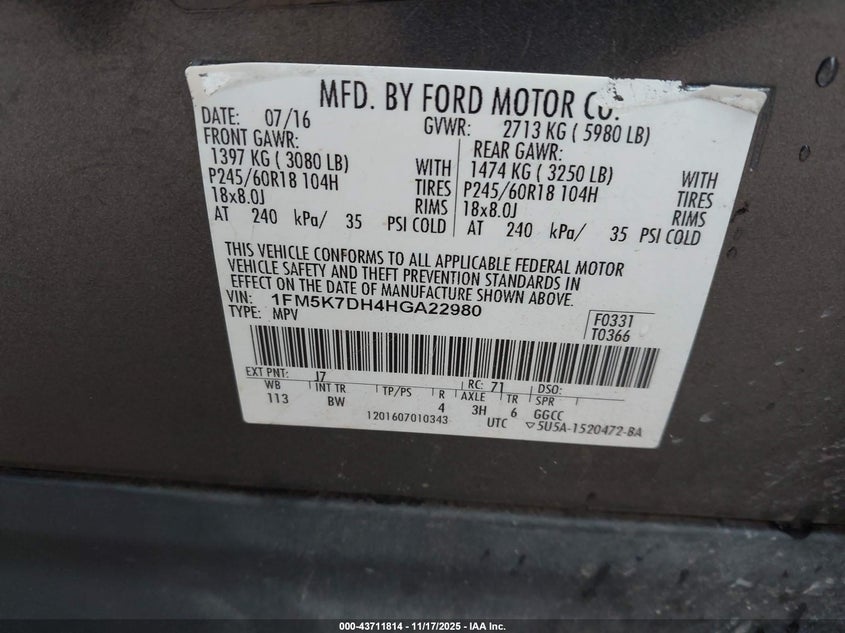 MFD. BY FORD MOTOR CO.
DATE: 07/16 GVWR: 2713 KG ( 5980 LB)
FRONT GAWR: REAR GAWR:
1397 KG ( 3080 LB) WITH 1474 KG ( 3250 LB) WITH
P245/60R18 104H TIRES P245/60R18 104H TIRES
18x8.0J RIMS 18x8.0J RIMS
AT 240 kPa/ 35 PSI COLD AT 240 kPa/ 35 PSI COLD
THIS VEHICLE CONFORMS TO ALL APPLICABLE FEDERAL MOTOR
VEHICLE SAFETY AND THEFT PREVENTION STANDARDS IN
EFFECT ON THE DATE OF MANUFACTURE SHOWN ABOVE.
VIN: 1FM5K7DH4HGA22980
TYPE: MPV
F0331
T0366
EXT PNT: J7 RC: 71 DSO:
WB INT TR TP/PS R AXLE TR SPR
113 BW 4 3H 6 GGCC
1201607010343 UTC ▽5U5A-1520472-BA
000-43711814 - 11/17/2025 - IAA Inc.